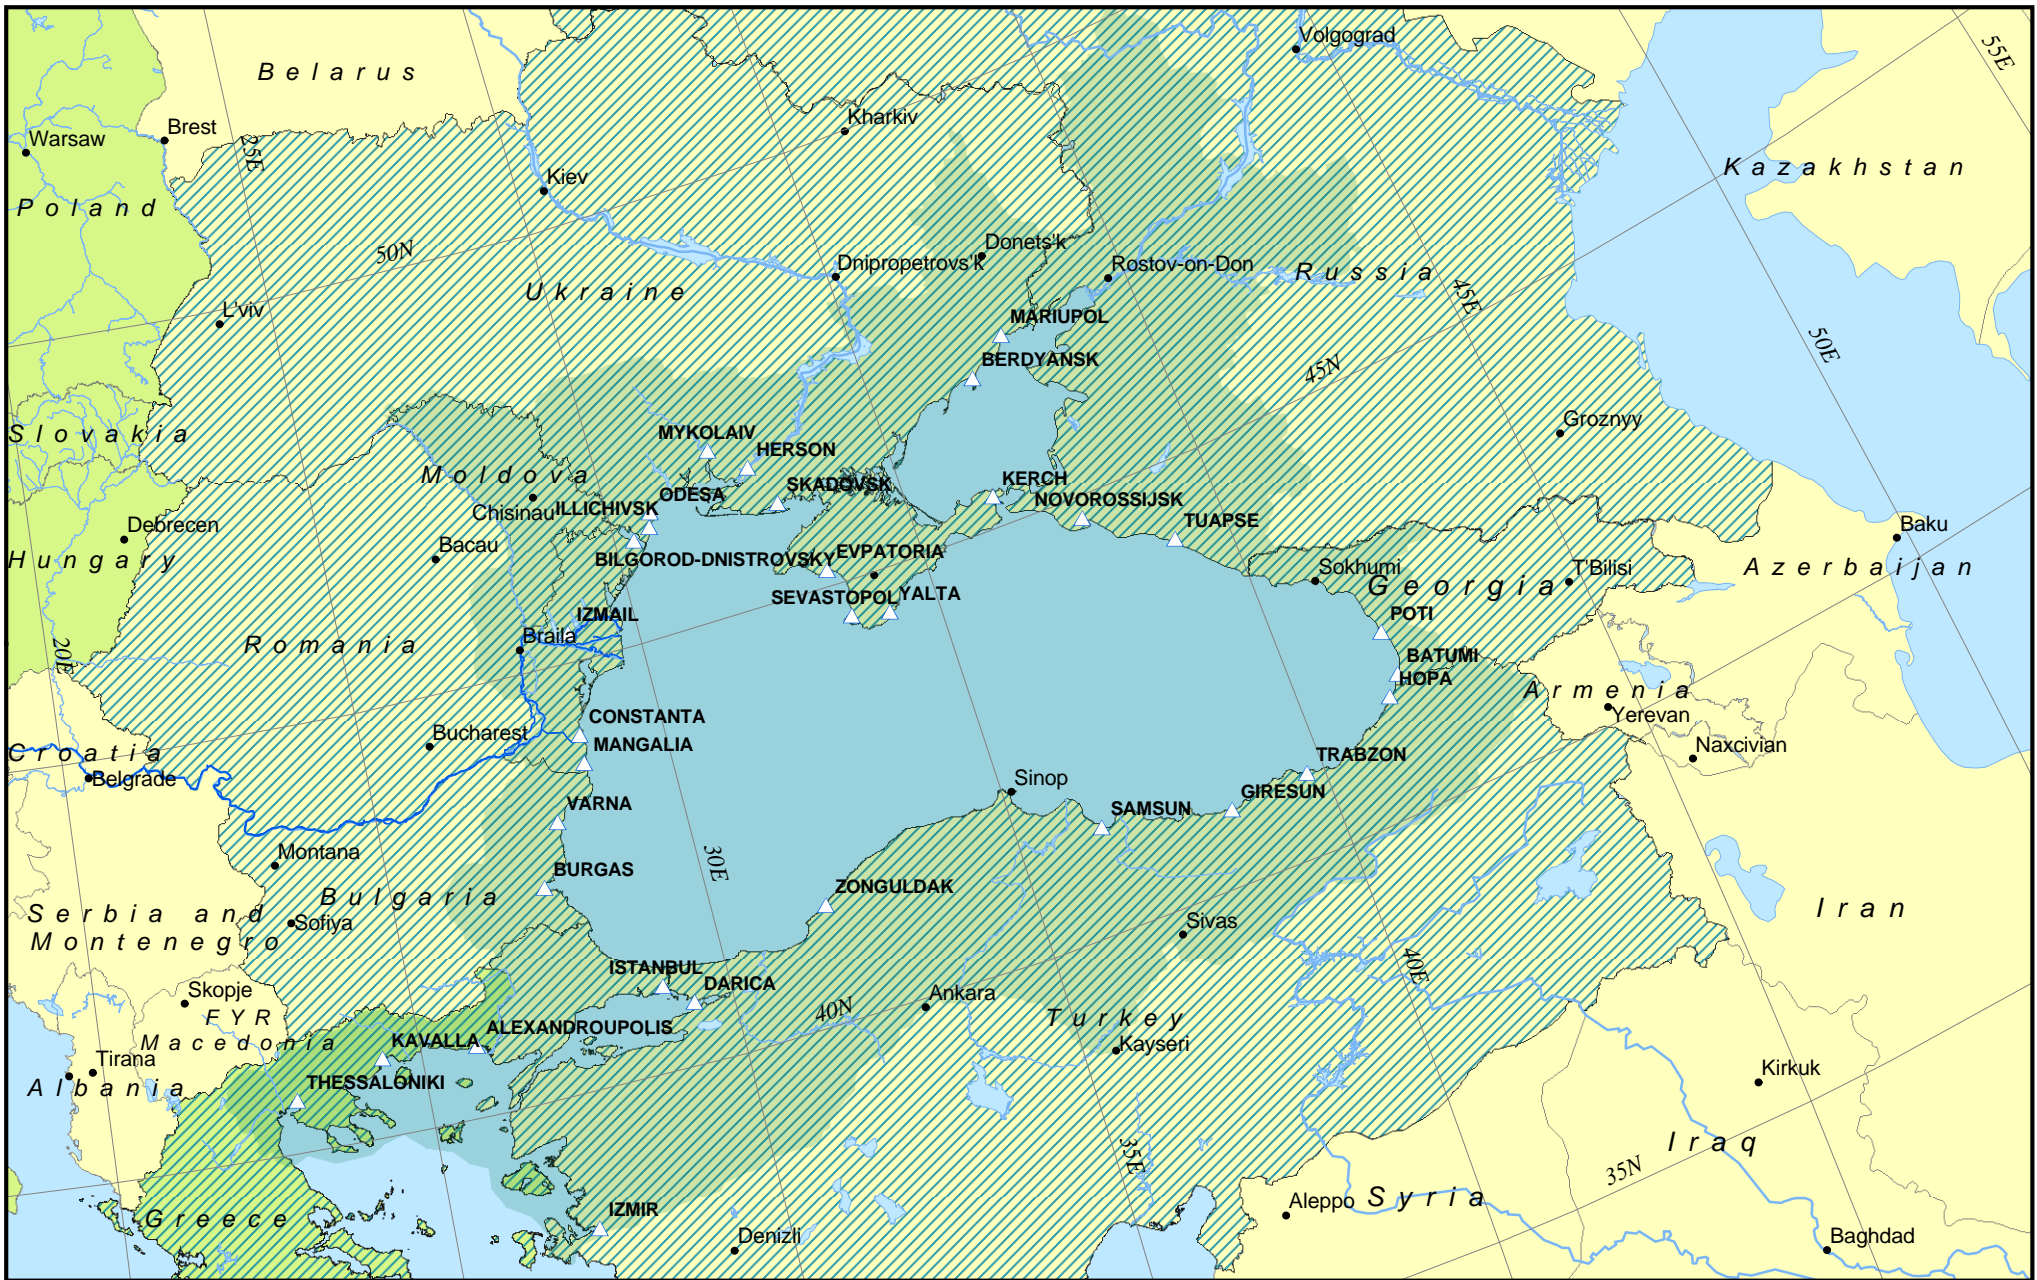 Volgograd
55E
Belarus
Kharkiv
Brest
Warsaw
25E
Kazakhstan
Kiev
Poland
50N
Donets'k
Dnipropetrovs'k
Rostov-on-Don
Russia
Ukraine
45E
L'viv
MARIUPOL
50E
BERDYANSK
45N
Groznyy
Slovakia
MYKOLAIV
HERSON
Moldova
KERCH
SKADOVSK
ODESA
NOVOROSSIJSK
Chisinau
ILLICHIVSK
TUAPSE
Debrecen
Baku
Bacau
EVPATORIA
Hungary
BILGOROD-DNISTROVSKY
Sokhumi
T'Bilisi
Azerbaijan
Georgia
SEVASTOPOL
YALTA
IZMAIL
POTI
Braila
Romania
20E
BATUMI
HOPA
Armenia
CONSTANTA
Yerevan
Bucharest
MANGALIA
Naxcivian
Croatia
TRABZON
Belgrade
Sinop
GIRESUN
VARNA
SAMSUN
Montana
30E
BURGAS
ZONGULDAK
Bulgaria
Iran
Serbia and
Montenegro
Sofiya
Sivas
40E
ISTANBUL
DARICA
Skopje
Ankara
40N
FYR
Macedonia
Turkey
ALEXANDROUPOLIS
KAVALLA
Kayseri
Tirana
Kirkuk
Albania
THESSALONIKI
35E
Iraq
35N
Aleppo
Syria
Greece
IZMIR
Denizli
Baghdad